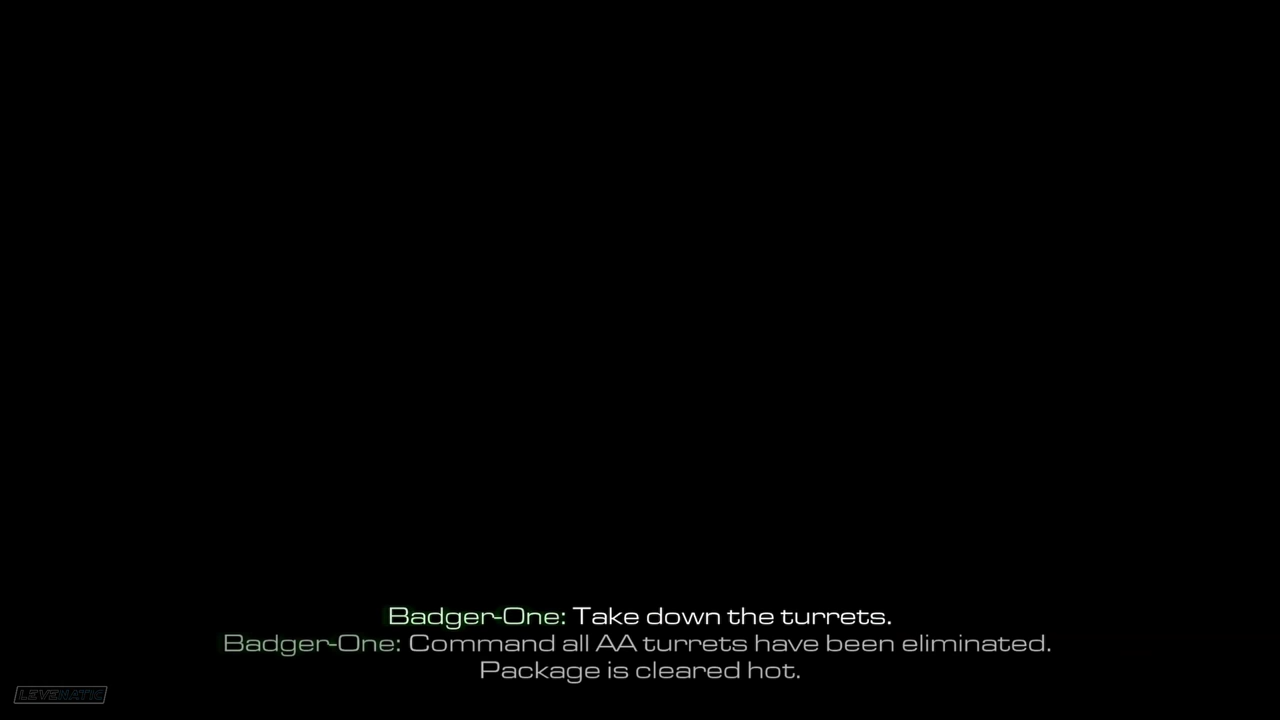 Badger-One: Take down the turrets.
Badger-One: Command all AA turrets have been eliminated.
Package is cleared hot.
LEVENATIC